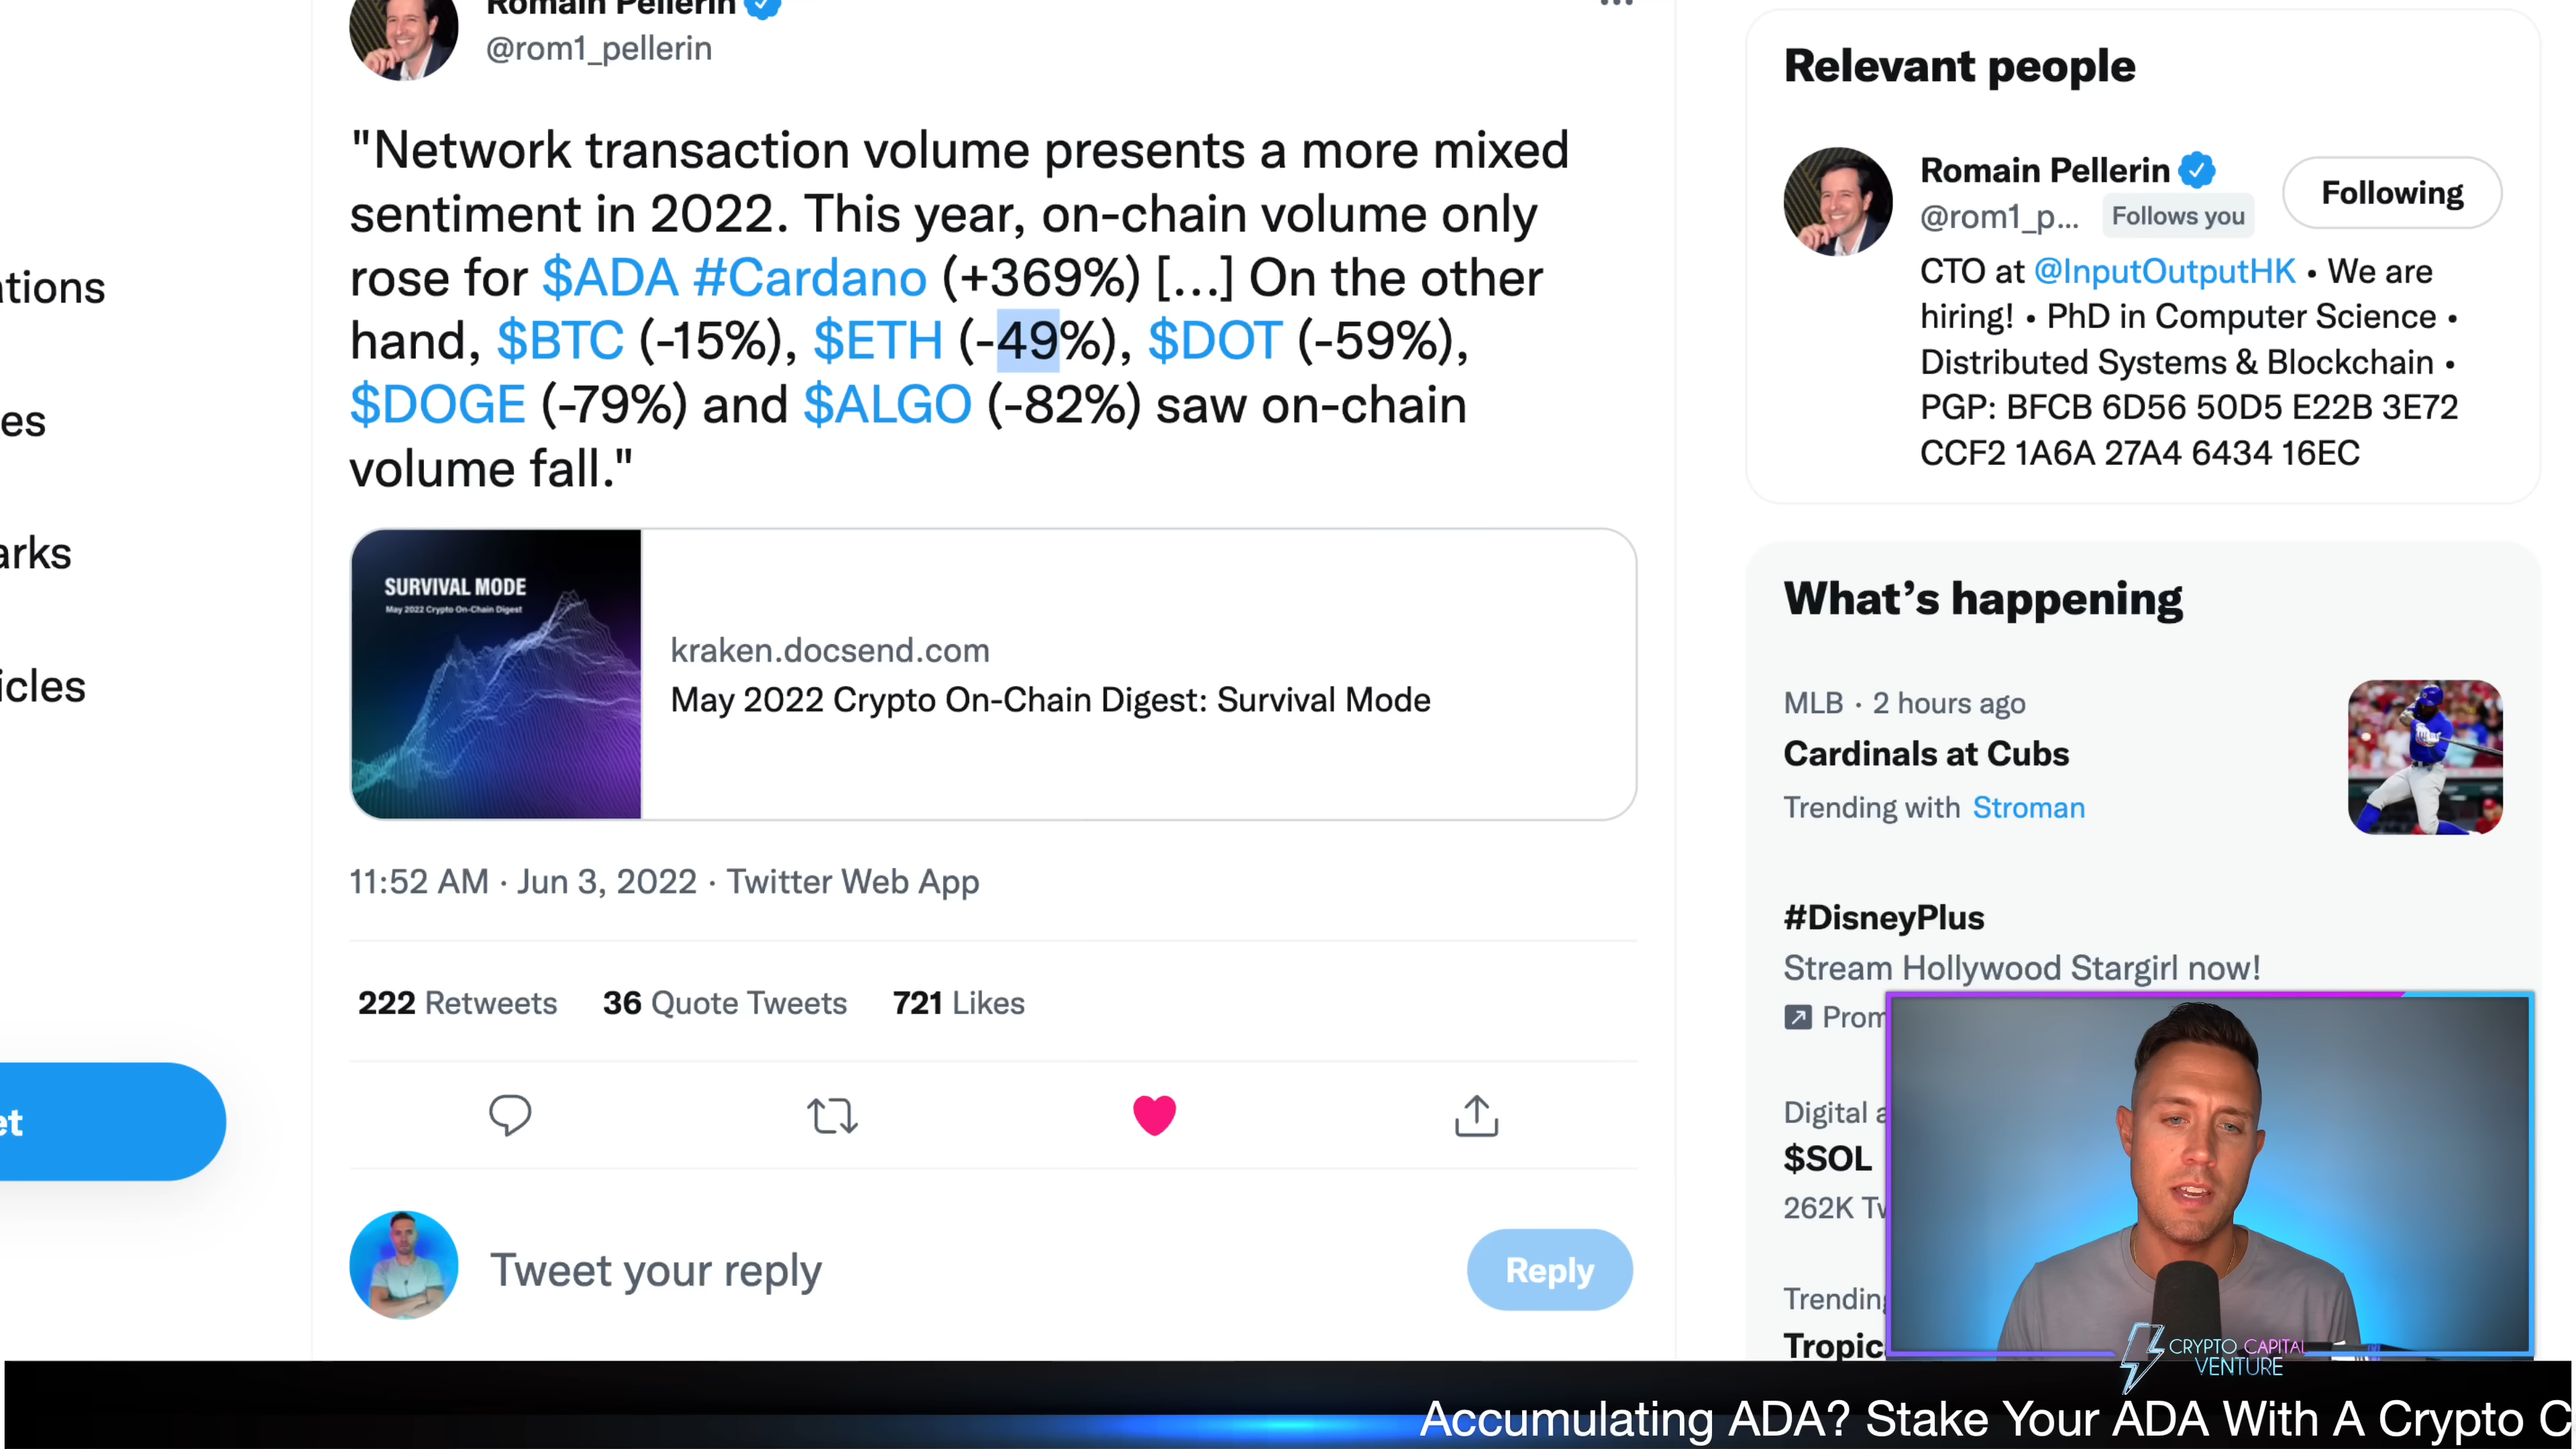 Romain Pellerin
@rom1_pellerin
"Network transaction volume presents a more mixed
sentiment in 2022. This year, on-chain volume only
rose for $ADA #Cardano (+369%) [...] On the other
hand, $BTC (-15%), $ETH (-49%), $DOT (-59%),
$DOGE (-79%) and $ALGO (-82%) saw on-chain
volume fall."
SURVIVAL MODE
May 2022 Crypto On-Chain Digest
kraken.docsend.com
May 2022 Crypto On-Chain Digest: Survival Mode
11:52 AM · Jun 3, 2022 · Twitter Web App
222 Retweets 36 Quote Tweets 721 Likes
Tweet your reply
Reply
ations
es
arks
icles
et
Relevant people
Romain Pellerin
Following
@rom1_p... Follows you
CTO at @InputOutputHK • We are
hiring! • PhD in Computer Science •
Distributed Systems & Blockchain •
PGP: BFCB 6D56 50D5 E22B 3E72
CCF2 1A6A 27A4 6434 16EC
What's happening
MLB · 2 hours ago
Cardinals at Cubs
Trending with Stroman
#DisneyPlus
Stream Hollywood Stargirl now!
Prom
Digital a
$SOL
262K Tw
Trending
Tropic
CRYPTO CAPITAL
VENTURE
Accumulating ADA? Stake Your ADA With A Crypto C